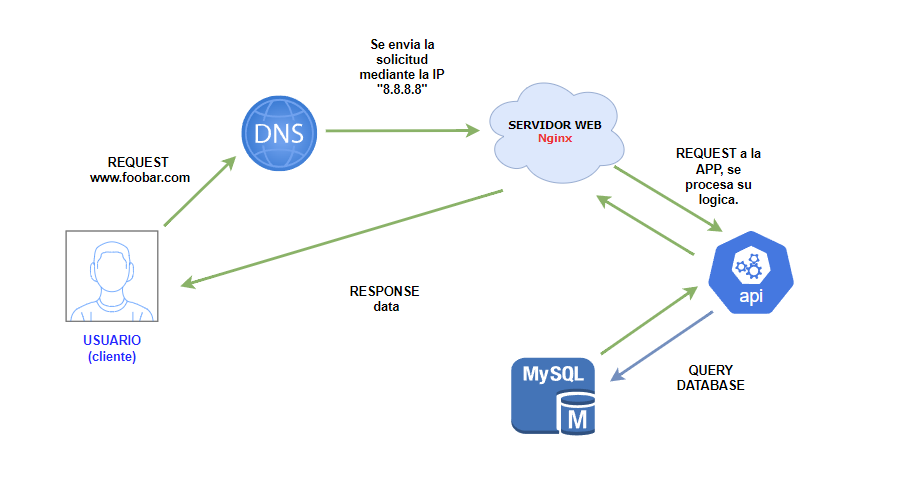 Se envia la
solicitud
mediante la IP
"8.8.8.8"
DNS
SERVIDOR WEB
Nginx
REQUEST
www.foobar.com
REQUEST a la
APP, se
procesa su
logica.
api
RESPONSE
data
USUARIO
(cliente)
MySQL
M
QUERY
DATABASE